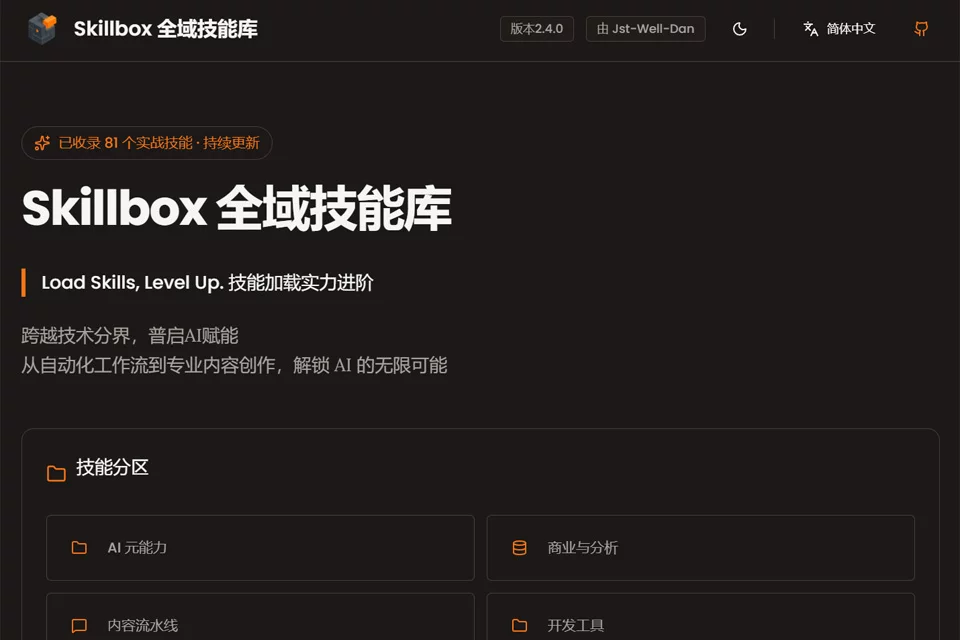 Skillbox 全域技能库
版本2.4.0
由 Jst-Well-Dan
简体中文
已收录 81 个实战技能 · 持续更新
Skillbox 全域技能库
Load Skills, Level Up. 技能加载实力进阶
跨越技术分界，普启AI赋能
从自动化工作流到专业内容创作，解锁 AI 的无限可能
技能分区
AI 元能力
商业与分析
内容流水线
开发工具